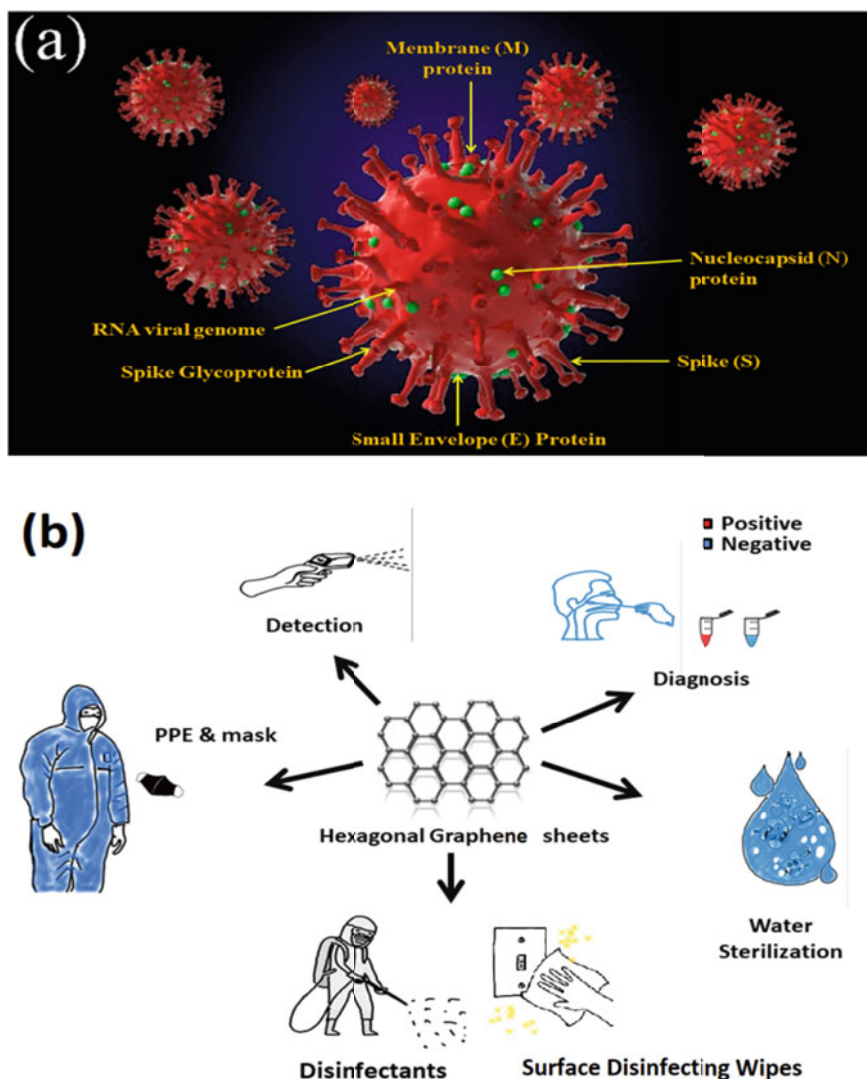 (a)
Membrane (M)
protein
Nucleocapsid (N)
protein
RNA viral genome
Spike Glycoprotein
Spike (S)
Small Envelope (E) Protein
(b)
Positive
Negative
Detection
Diagnosis
PPE & mask
Hexagonal Graphene sheets
Water
Sterilization
Disinfectants
Surface Disinfecting Wipes